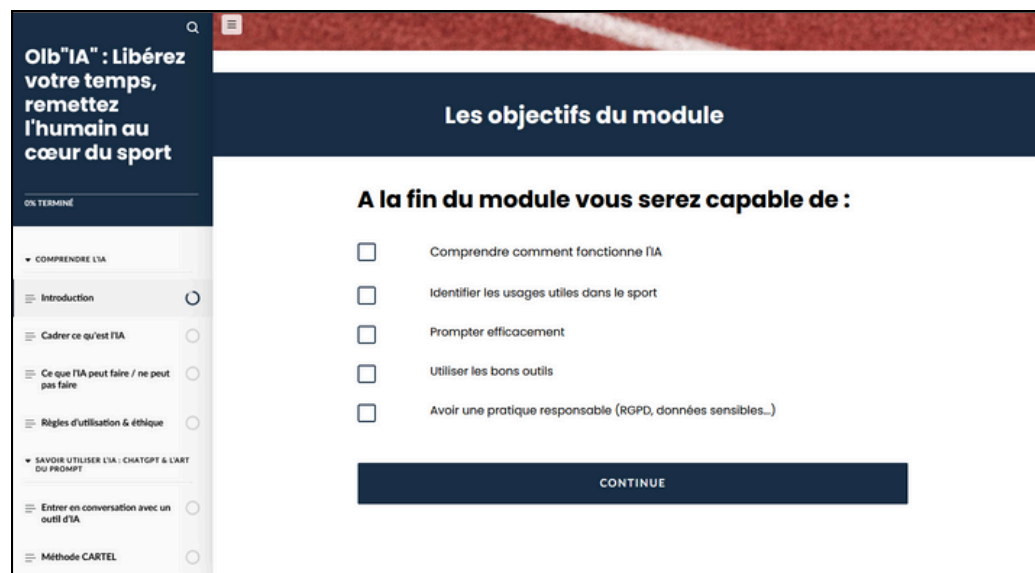 Olb"IA" : Libérez
votre temps,
remettez
l'humain au
cœur du sport
0% TERMINÉ
COMPRENDRE L'IA
Introduction
Cadrer ce qu'est l'IA
Ce que l'IA peut faire / ne peut
pas faire
Règles d'utilisation & éthique
SAVOIR UTILISER L'IA : CHATGPT & L'ART
DU PROMPT
Entrer en conversation avec un
outil d'IA
Méthode CARTEL
Les objectifs du module
A la fin du module vous serez capable de :
Comprendre comment fonctionne l'IA
Identifier les usages utiles dans le sport
Prompter efficacement
Utiliser les bons outils
Avoir une pratique responsable (RGPD, données sensibles...)
CONTINUE